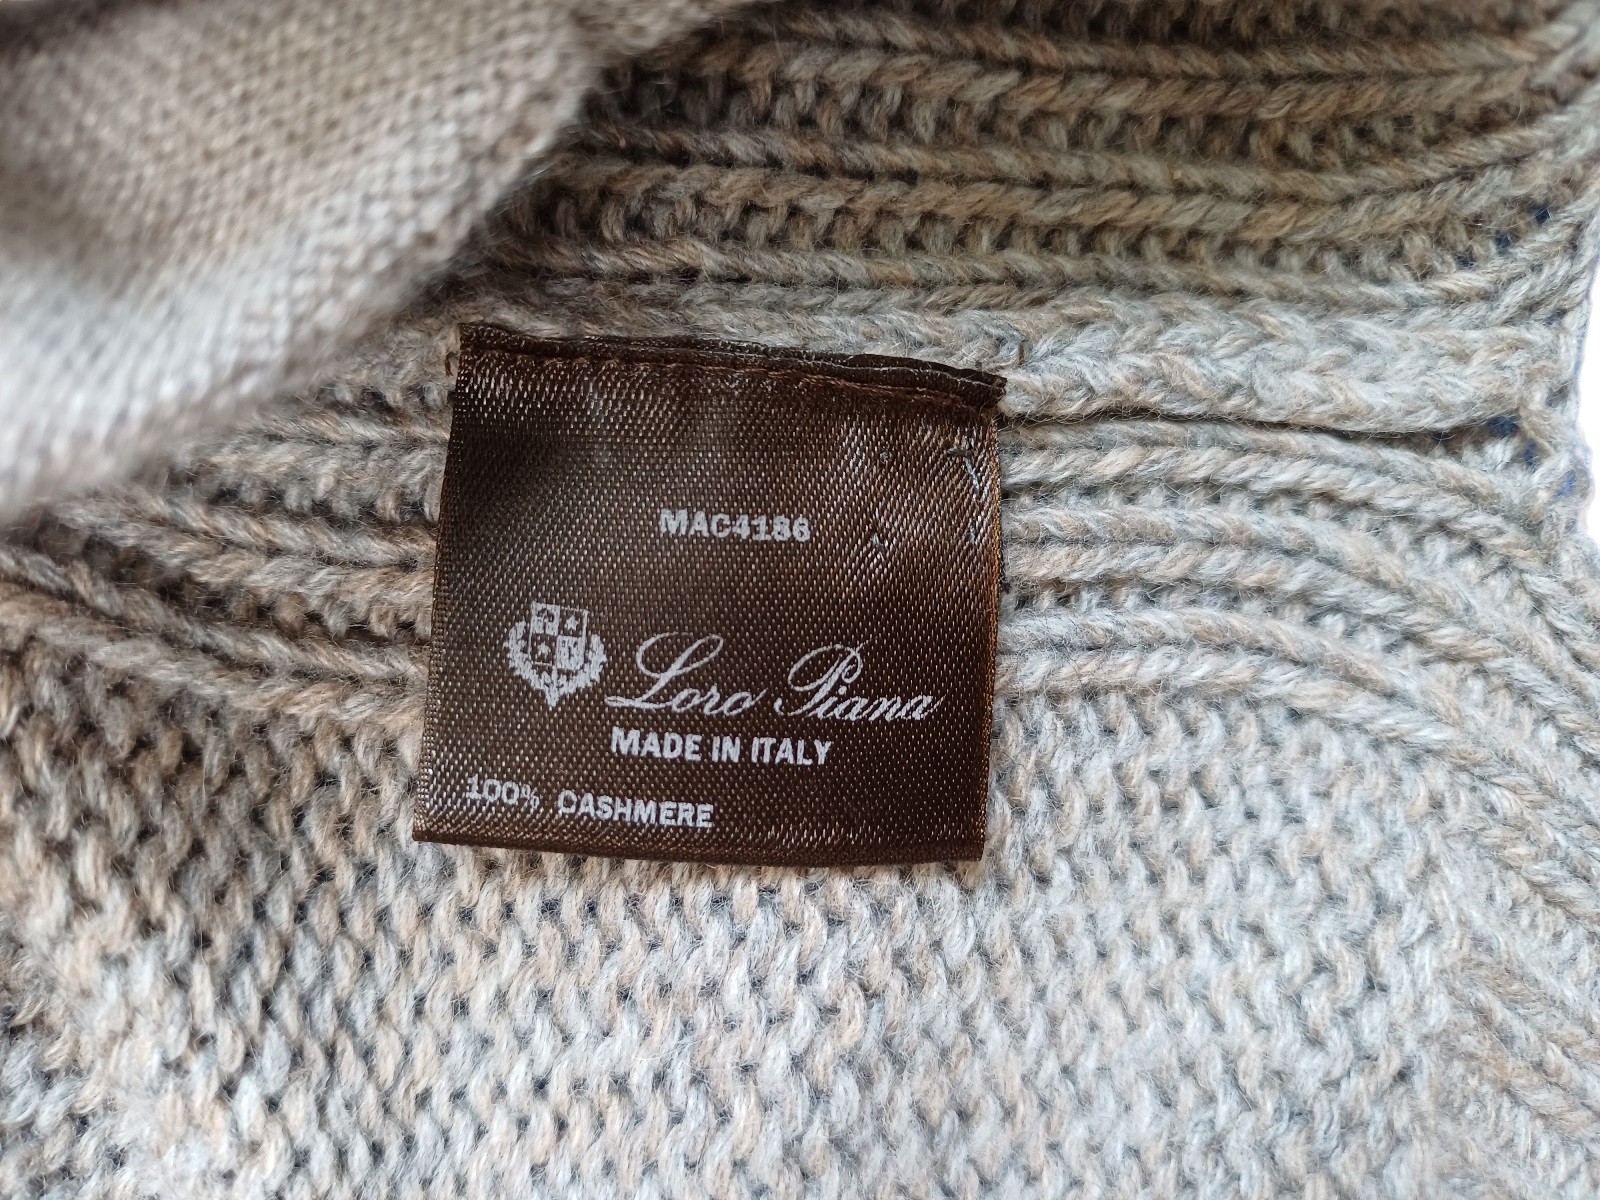 MAC4186
Loro Piana
MADE IN ITALY
100% CASHMERE